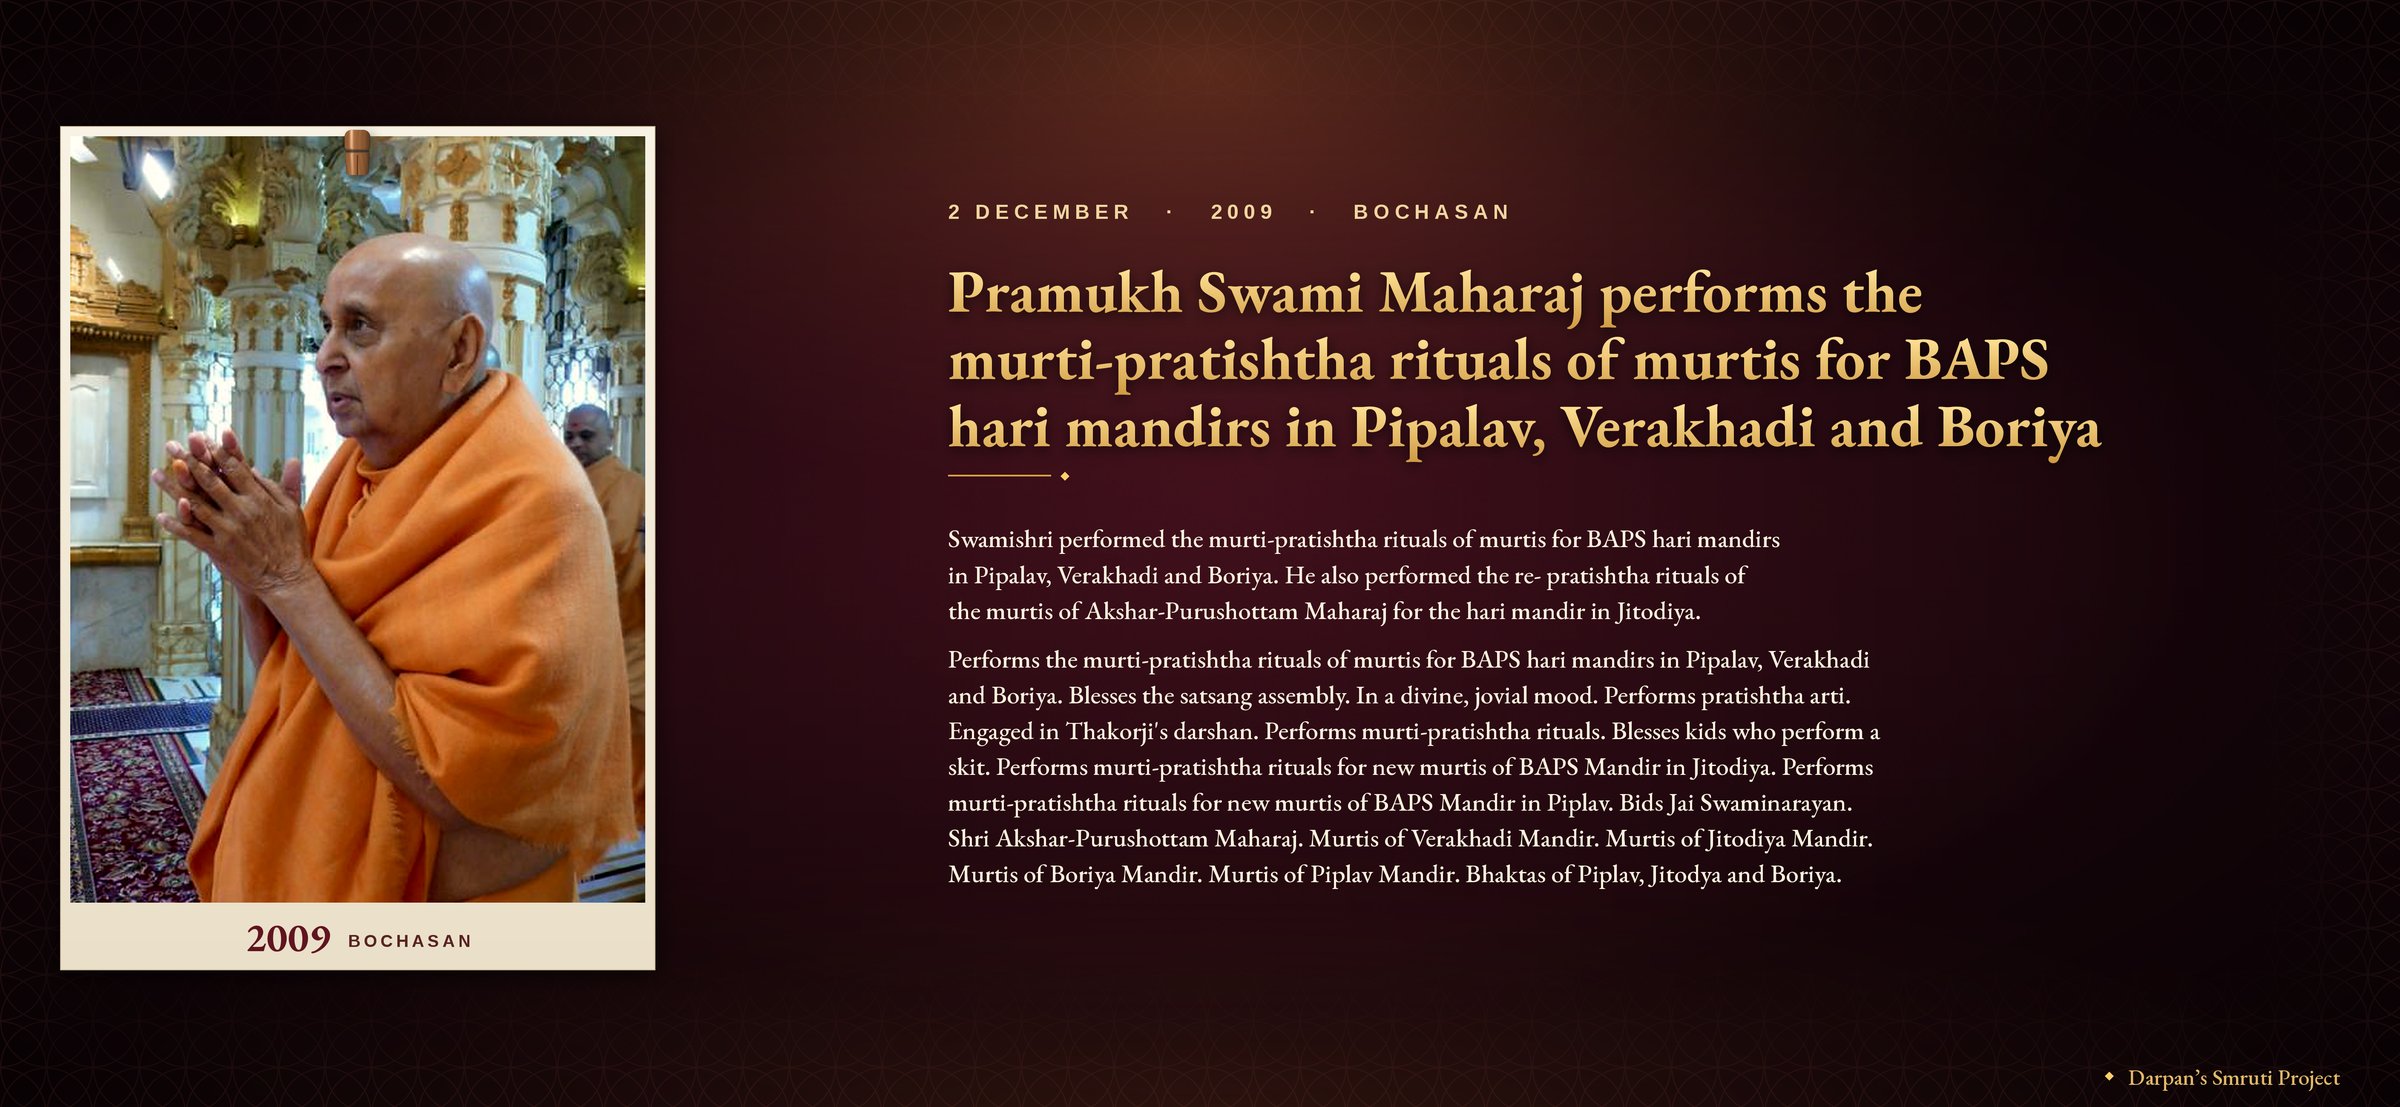 2009 BOCHASAN
2 DECEMBER · 2009 · BOCHASAN
Pramukh Swami Maharaj performs the
murti-pratishtha rituals of murtis for BAPS
hari mandirs in Pipalav, Verakhadi and Boriya
Swamishri performed the murti-pratishtha rituals of murtis for BAPS hari mandirs
in Pipalav, Verakhadi and Boriya. He also performed the re- pratishtha rituals of
the murtis of Akshar-Purushottam Maharaj for the hari mandir in Jitodiya.
Performs the murti-pratishtha rituals of murtis for BAPS hari mandirs in Pipalav, Verakhadi
and Boriya. Blesses the satsang assembly. In a divine, jovial mood. Performs pratishtha arti.
Engaged in Thakorji's darshan. Performs murti-pratishtha rituals. Blesses kids who perform a
skit. Performs murti-pratishtha rituals for new murtis of BAPS Mandir in Jitodiya. Performs
murti-pratishtha rituals for new murtis of BAPS Mandir in Piplav. Bids Jai Swaminarayan.
Shri Akshar-Purushottam Maharaj. Murtis of Verakhadi Mandir. Murtis of Jitodiya Mandir.
Murtis of Boriya Mandir. Murtis of Piplav Mandir. Bhaktas of Piplav, Jitodya and Boriya.
Darpan’s Smruti Project